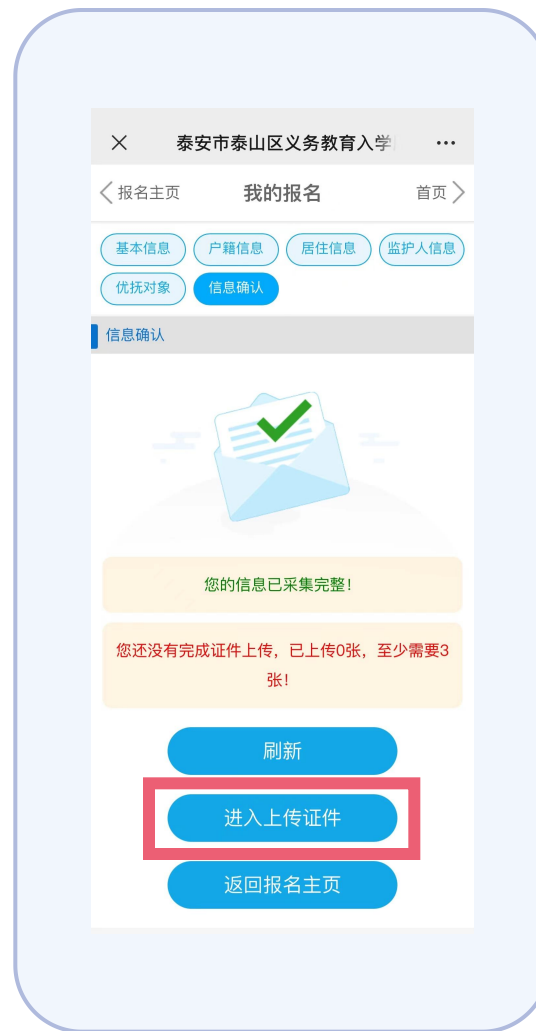 泰安市泰山区义务教育入学
报名主页 我的报名 首页
基本信息 户籍信息 居住信息 监护人信息
优抚对象 信息确认
信息确认
您的信息已采集完整！
您还没有完成证件上传，已上传0张，至少需要3
张！
刷新
进入上传证件
返回报名主页